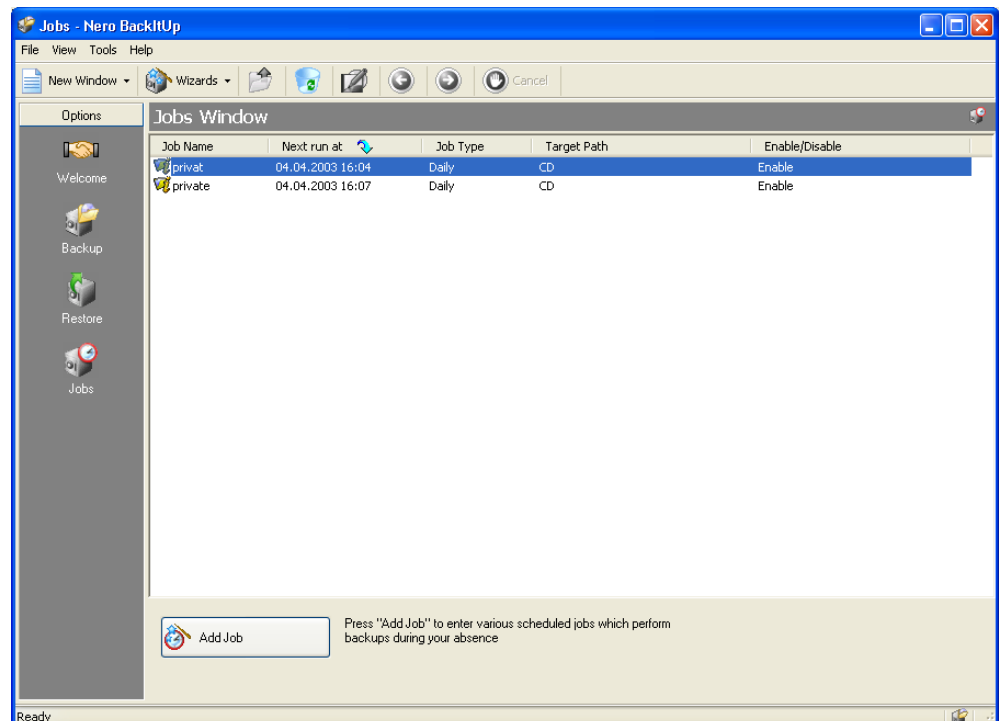 Jobs - Nero BackItUp
File View Tools Help
New Window Wizards Cancel
Options Jobs Window
Job Name Next run at Job Type Target Path Enable/Disable
privat 04.04.2003 16:04 Daily CD Enable
private 04.04.2003 16:07 Daily CD Enable
Welcome
Backup
Restore
Jobs
Add Job
Press "Add Job" to enter various scheduled jobs which perform
backups during your absence
Ready